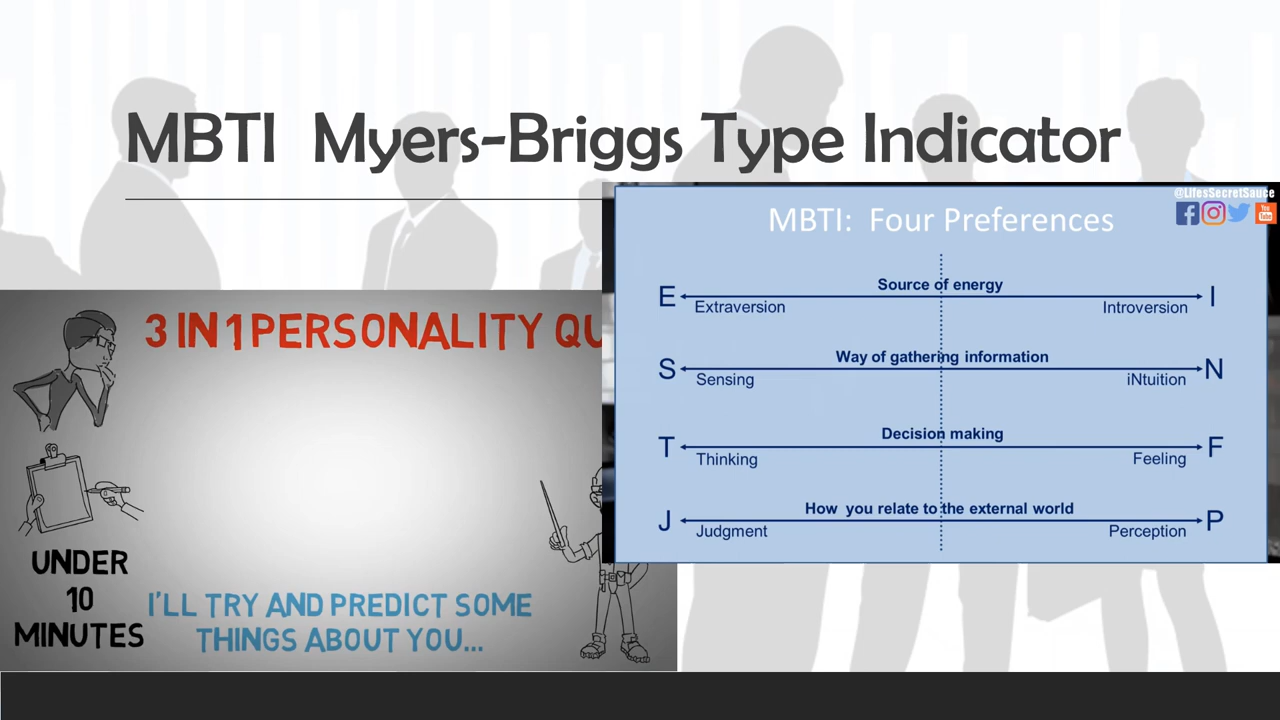 MBTI Myers-Briggs Type Indicator
@LifesSecretSauce
MBTI: Four Preferences
E Source of energy I
Extraversion Introversion
S Way of gathering information N
Sensing iNtuition
T Decision making F
Thinking Feeling
J How you relate to the external world P
Judgment Perception
3 IN 1 PERSONALITY QU
UNDER
10
MINUTES
I'LL TRY AND PREDICT SOME
THINGS ABOUT YOU...
You
Tube